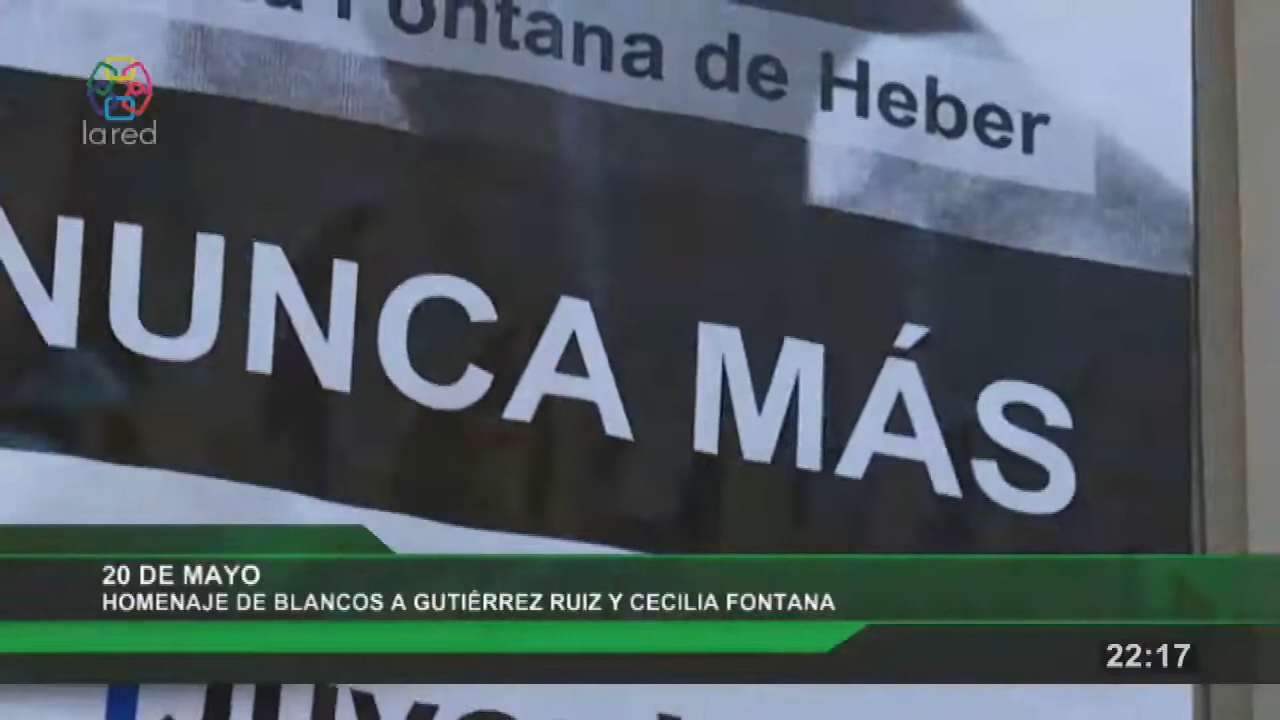 Fontana de Heber
lared
NUNCA MÁS
20 DE MAYO
HOMENAJE DE BLANCOS A GUTIÉRREZ RUIZ Y CECILIA FONTANA
22:17